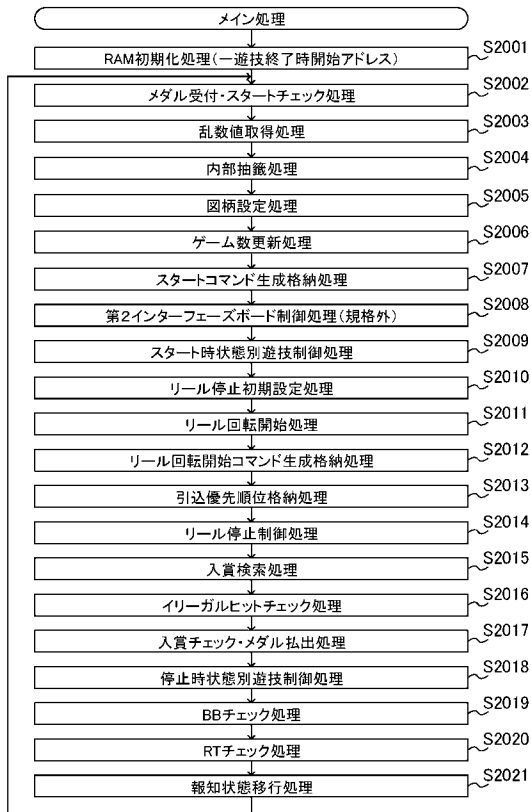 メイン処理
S2001
RAM初期化処理(一遊技終了時開始アドレス)
S2002
メダル受付・スタートチェック処理
S2003
乱数値取得処理
S2004
内部抽籤処理
S2005
図柄設定処理
S2006
ゲーム数更新処理
S2007
スタートコマンド生成格納処理
S2008
第2インターフェーズボード制御処理(規格外)
S2009
スタート時状態別遊技制御処理
S2010
リール停止初期設定処理
S2011
リール回転開始処理
S2012
リール回転開始コマンド生成格納処理
S2013
引込優先順位格納処理
S2014
リール停止制御処理
S2015
入賞検索処理
S2016
イリーガルヒットチェック処理
S2017
入賞チェック・メダル払出処理
S2018
停止時状態別遊技制御処理
S2019
BBチェック処理
S2020
RTチェック処理
S2021
報知状態移行処理